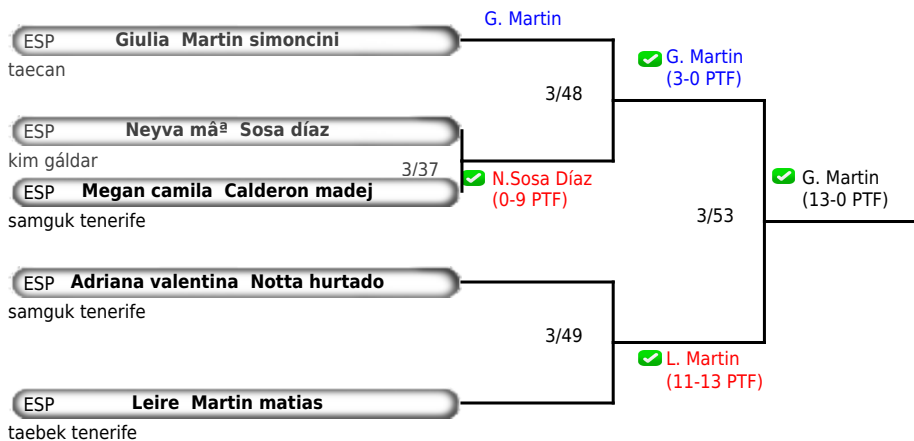 G. Martin
ESP Giulia Martin simoncini
taecan
G. Martin
(3-0 PTF)
3/48
ESP Neyva mâª Sosa díaz
kim gáldar
3/37
N.Sosa Díaz
(0-9 PTF)
ESP Megan camila Calderon madej
samguk tenerife
G. Martin
(13-0 PTF)
3/53
ESP Adriana valentina Notta hurtado
samguk tenerife
3/49
L. Martin
(11-13 PTF)
ESP Leire Martin matias
taebek tenerife